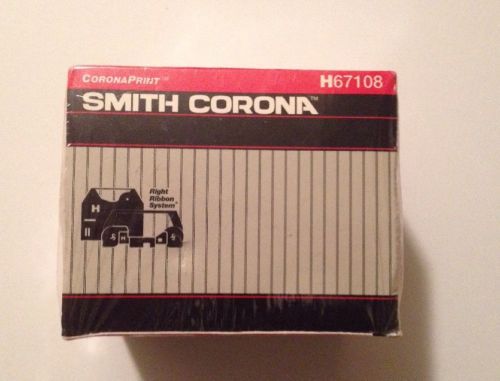 CORONAPRINT™ H67108
SMITH CORONA™
Right
Ribbon
System™
H
II
H